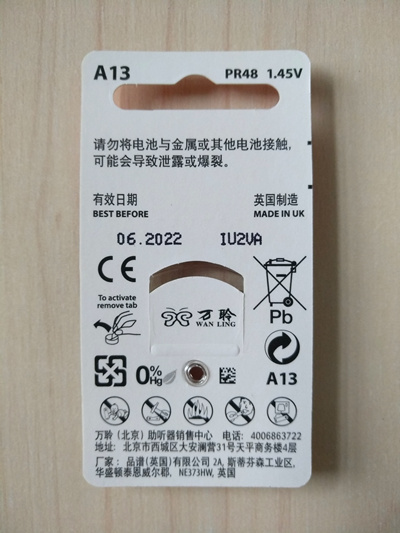 A13
PR48 1.45V
请勿将电池与金属或其他电池接触,
可能会导致泄露或爆裂。
有效日期
BEST BEFORE
英国制造
MADE IN UK
06.2022 IU2VA
CE
To activate
remove tab
万聆
WAN LING
Pb
0%
Hg
A13
万聆 (北京) 助听器销售中心 电话: 4006863722
地址: 北京市西城区大安澜营31号天平商务楼4层
厂家: 品谱(英国)有限公司 2A, 斯蒂芬森工业区,
华盛顿泰恩威尔郡, NE373HW, 英国